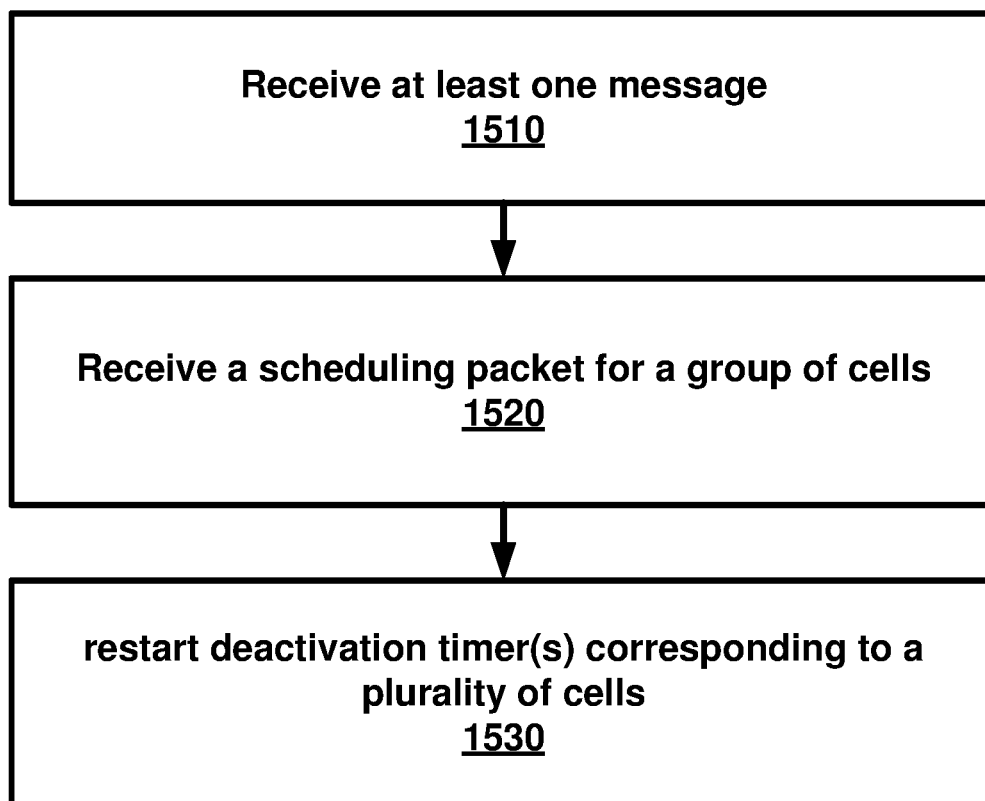 Receive at least one message
1510
Receive a scheduling packet for a group of cells
1520
restart deactivation timer(s) corresponding to a
plurality of cells
1530